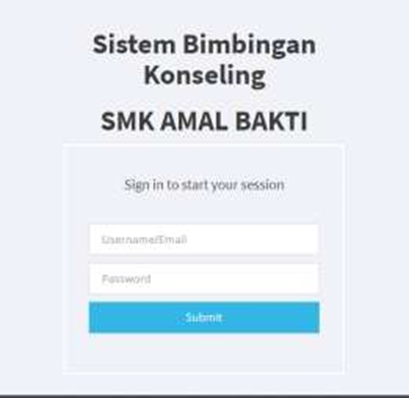 Sistem Bimbingan
Konseling
SMK AMAL BAKTI
Sign in to start your session
Username/Email
Password
Submit